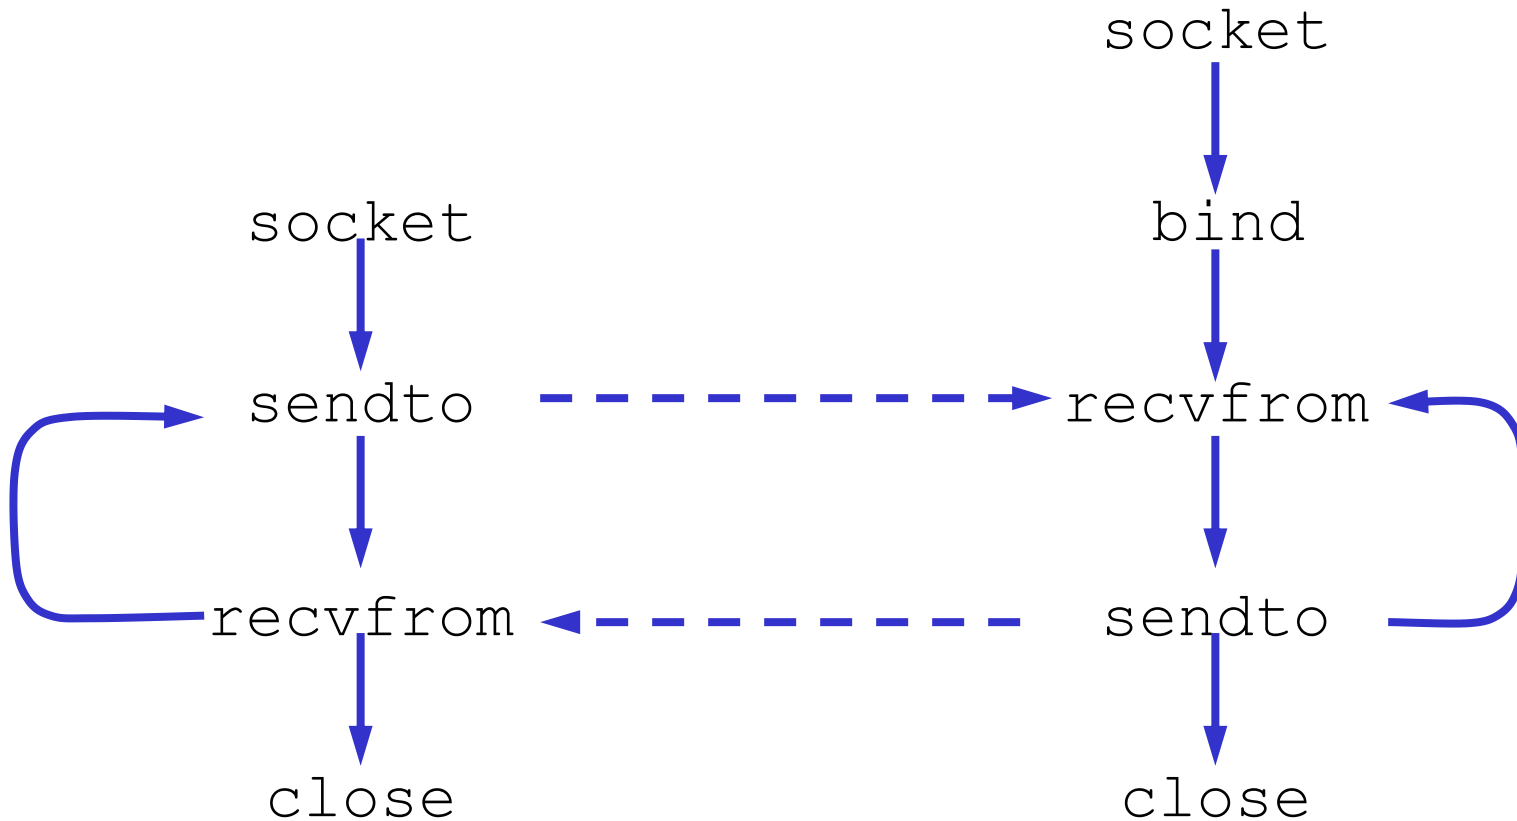 socket
socket
bind
sendto
recvfrom
recvfrom
sendto
close
close